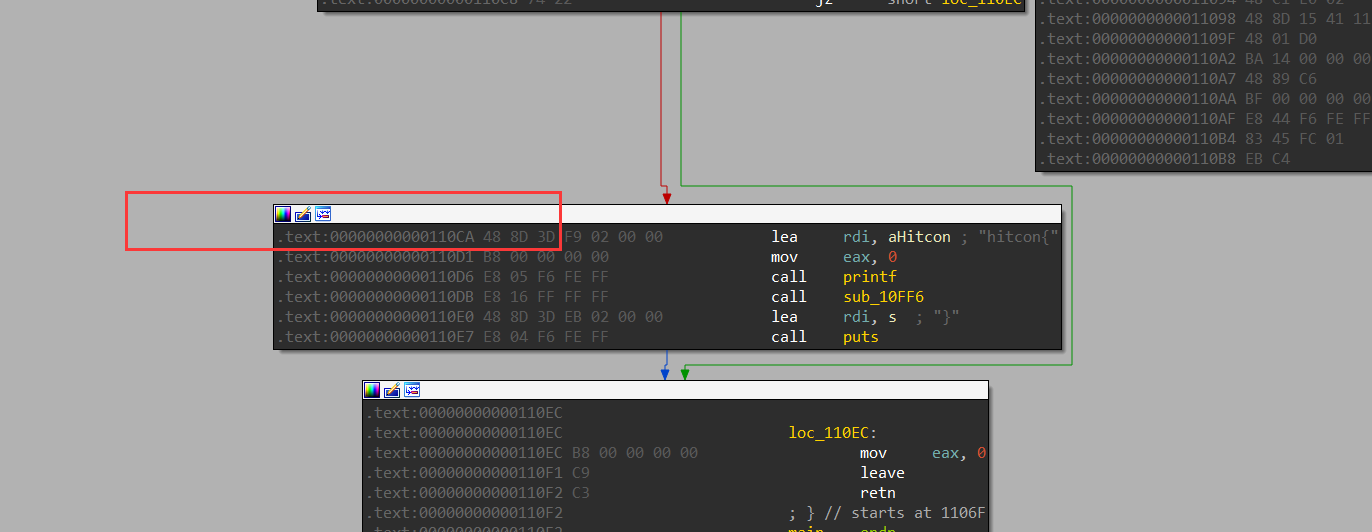 .text:00000000000110C8 74 22 jz short loc_110EC
.text:0000000000011098 48 8D 15 41 11
.text:000000000001109F 48 01 D0
.text:00000000000110A2 BA 14 00 00 00
.text:00000000000110A7 48 89 C6
.text:00000000000110AA BF 00 00 00 00
.text:00000000000110AF E8 44 F6 FE FF
.text:00000000000110B4 83 45 FC 01
.text:00000000000110B8 EB C4
.text:00000000000110CA 48 8D 3D F9 02 00 00 lea rdi, aHitcon ; "hitcon{"
.text:00000000000110D1 B8 00 00 00 00 mov eax, 0
.text:00000000000110D6 E8 05 F6 FE FF call printf
.text:00000000000110DB E8 16 FF FF FF call sub_10FF6
.text:00000000000110E0 48 8D 3D EB 02 00 00 lea rdi, s ; "}"
.text:00000000000110E7 E8 04 F6 FE FF call puts
.text:00000000000110EC
.text:00000000000110EC loc_110EC:
.text:00000000000110EC B8 00 00 00 00 mov eax, 0
.text:00000000000110F1 C9 leave
.text:00000000000110F2 C3 retn
.text:00000000000110F2 ; } // starts at 1106F
.text:00000000000110F2 main endp